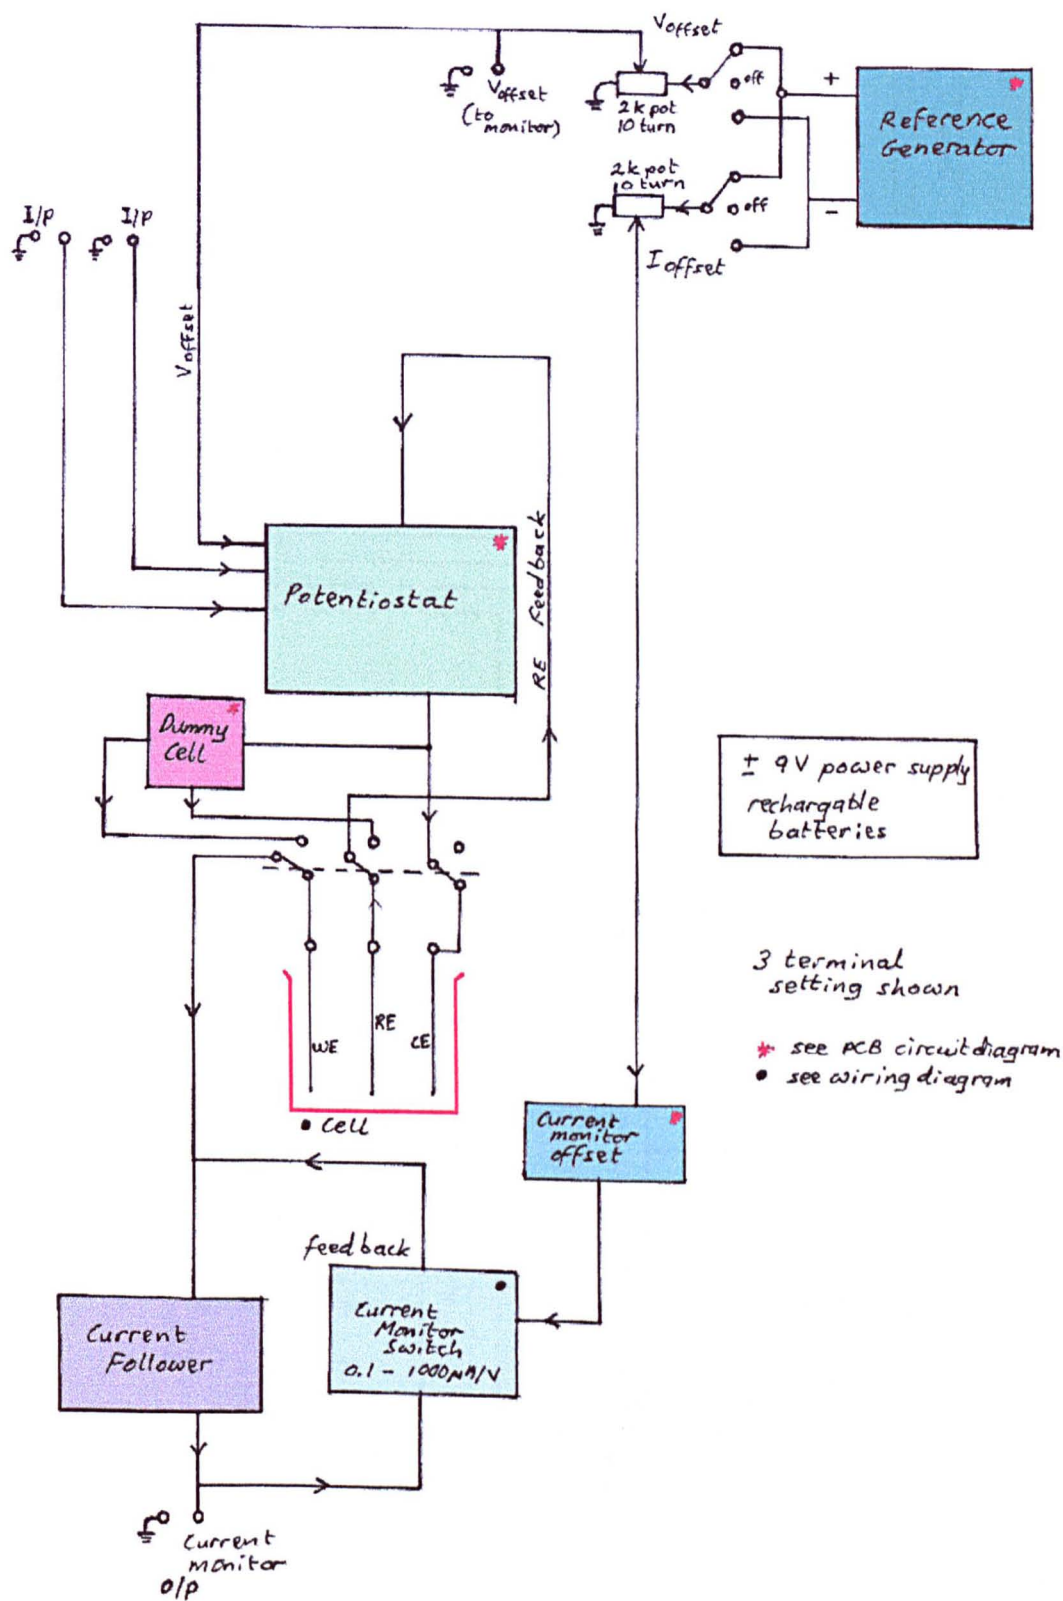 Voffset
+
off
Voffset
(to
monitor)
2k pot
10 turn
Reference
Generator
2k pot
10 turn
off
-
I/P
I/P
Ioffset
Voffset
RE Feedback
Potentiostat
*
Dummy
Cell
*
± 9V power supply
rechargable
batteries
3 terminal
setting shown
WE
RE
CE
* see PCB circuit diagram
• see wiring diagram
• Cell
Current
monitor
offset
*
feedback
Current
Monitor
Switch
0.1 - 1000µA/V
Current
Follower
Current
monitor
O/P